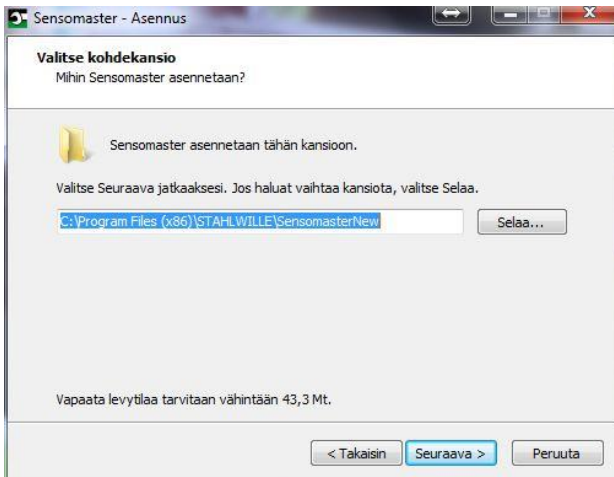 Sensomaster - Asennus
Valitse kohdekansio
Mihin Sensomaster asennetaan?
Sensomaster asennetaan tähän kansioon.
Valitse Seuraava jatkaaksesi. Jos haluat vaihtaa kansiota, valitse Selaa.
C:\Program Files (x86)\STAHLWILLE\SensomasterNew
Selaa...
Vapaata levytilaa tarvitaan vähintään 43,3 Mt.
< Takaisin
Seuraava >
Peruuta